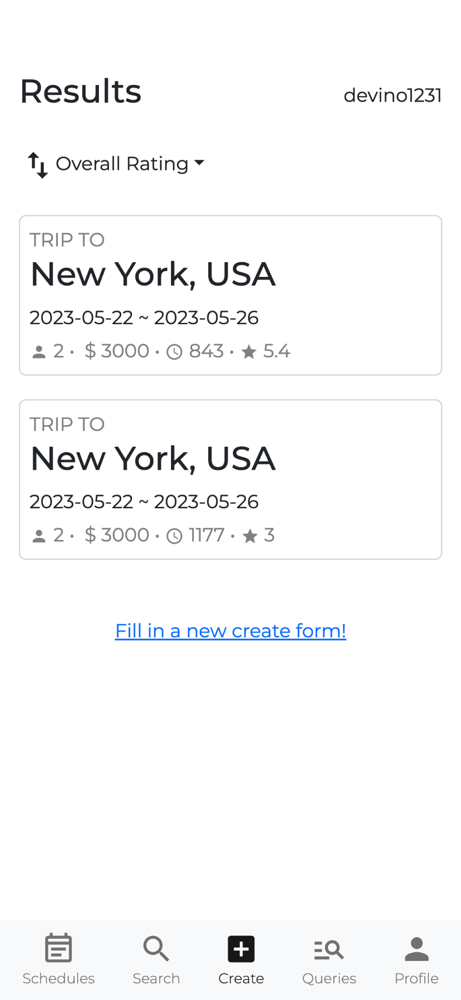 Results
devino1231
Overall Rating
TRIP TO
New York, USA
2023-05-22 ~ 2023-05-26
2 · $ 3000 · 843 · 5.4
TRIP TO
New York, USA
2023-05-22 ~ 2023-05-26
2 · $ 3000 · 1177 · 3
Fill in a new create form!
Schedules Search Create Queries Profile